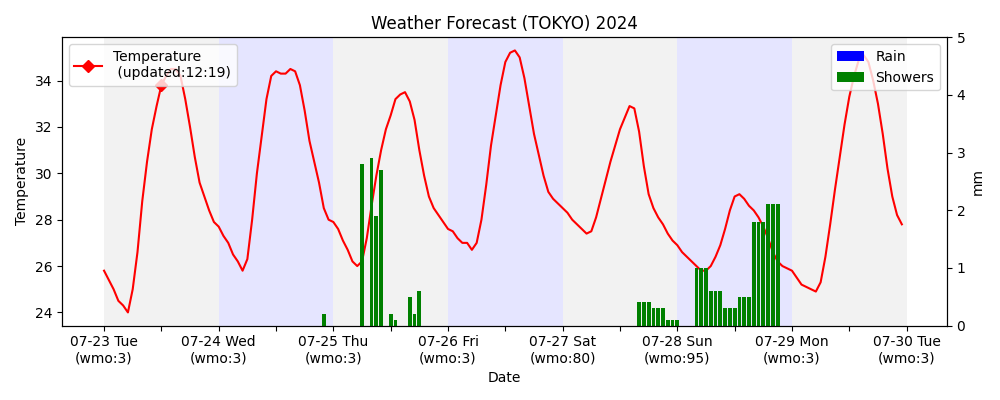 Weather Forecast (TOKYO) 2024
Temperature
(updated:12:19)
Rain
Showers
Temperature
34
32
30
28
26
24
5
4
3
2
1
0
mm
07-23 Tue
(wmo:3)
07-24 Wed
(wmo:3)
07-25 Thu
(wmo:3)
07-26 Fri
(wmo:3)
07-27 Sat
(wmo:80)
07-28 Sun
(wmo:95)
07-29 Mon
(wmo:3)
07-30 Tue
(wmo:3)
Date